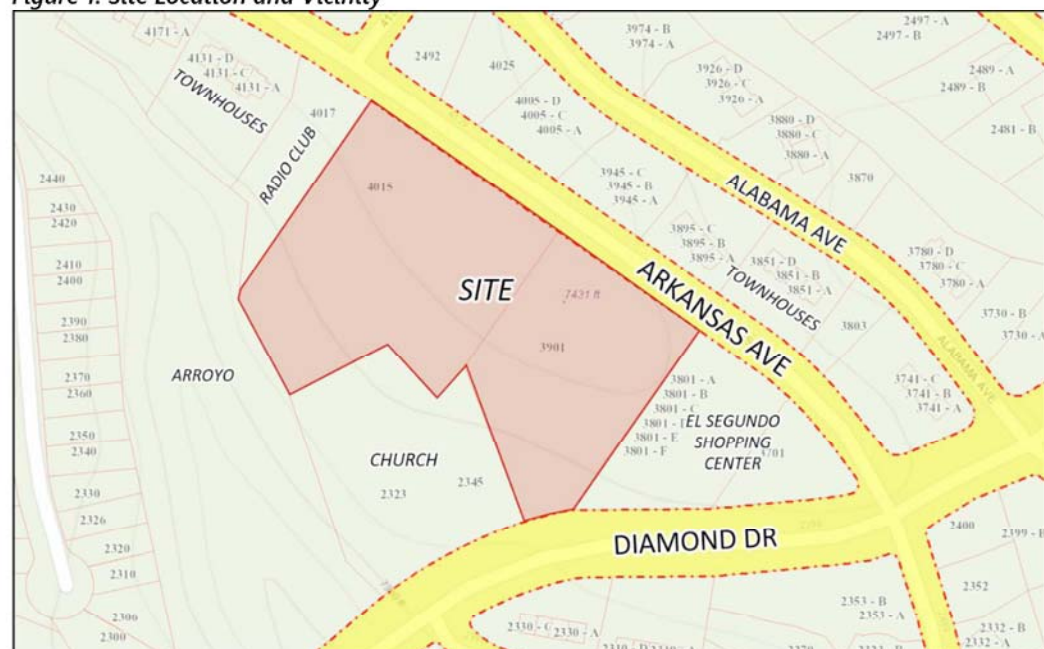 Figure 1: Site Location and Vicinity
4171 - A
4131 - D
4131 - C
4131 - A
TOWNHOUSES
4017
RADIO CLUB
2492
4025
4005 - D
4005 - C
4005 - A
3974 - B
3974 - A
3926 - D
3926 - C
3926 - A
2497 - A
2497 - B
2489 - A
2489 - B
2481 - B
3880 - D
3880 - C
3880 - A
3870
ALABAMA AVE
3945 - C
3945 - B
3945 - A
3895 - C
3895 - B
3895 - A
3851 - D
3851 - B
3851 - A
TOWNHOUSES
3803
3780 - D
3780 - C
3780 - A
3730 - B
3730 - A
ALABAMA AVE
3741 - C
3741 - B
3741 - A
4015
SITE
7431 ft
3901
ARKANSAS AVE
3801 - A
3801 - B
3801 - C
3801 - E
3801 - F
EL SEGUNDO
SHOPPING
CENTER
3701
2440
2430
2420
2410
2400
2390
2380
2370
2360
2350
2340
2330
2326
2320
2310
2300
2300
ARROYO
CHURCH
2323
2345
DIAMOND DR
2400
2399 - B
2352
2353 - B
2353 - A
2332 - B
2332 - A
2330 - C
2330 - A